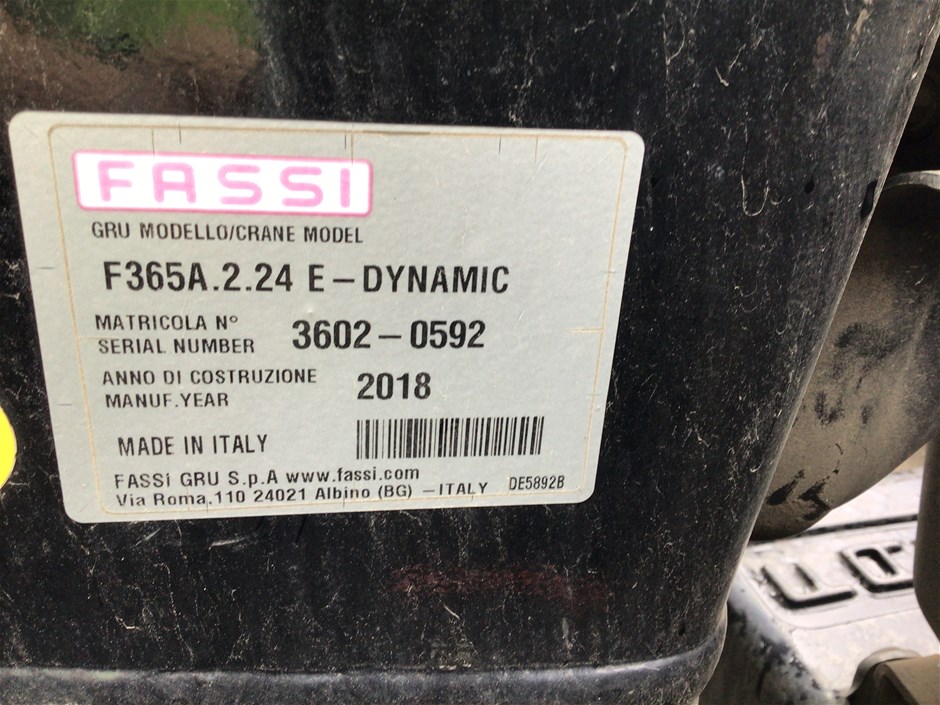 FASSI
GRU MODELLO/CRANE MODEL
F365A.2.24 E-DYNAMIC
MATRICOLA N°
SERIAL NUMBER 3602-0592
ANNO DI COSTRUZIONE
MANUF.YEAR 2018
MADE IN ITALY
FASSI GRU S.p.A www.fassi.com
Via Roma,110 24021 Albino (BG) -ITALY DE5892B